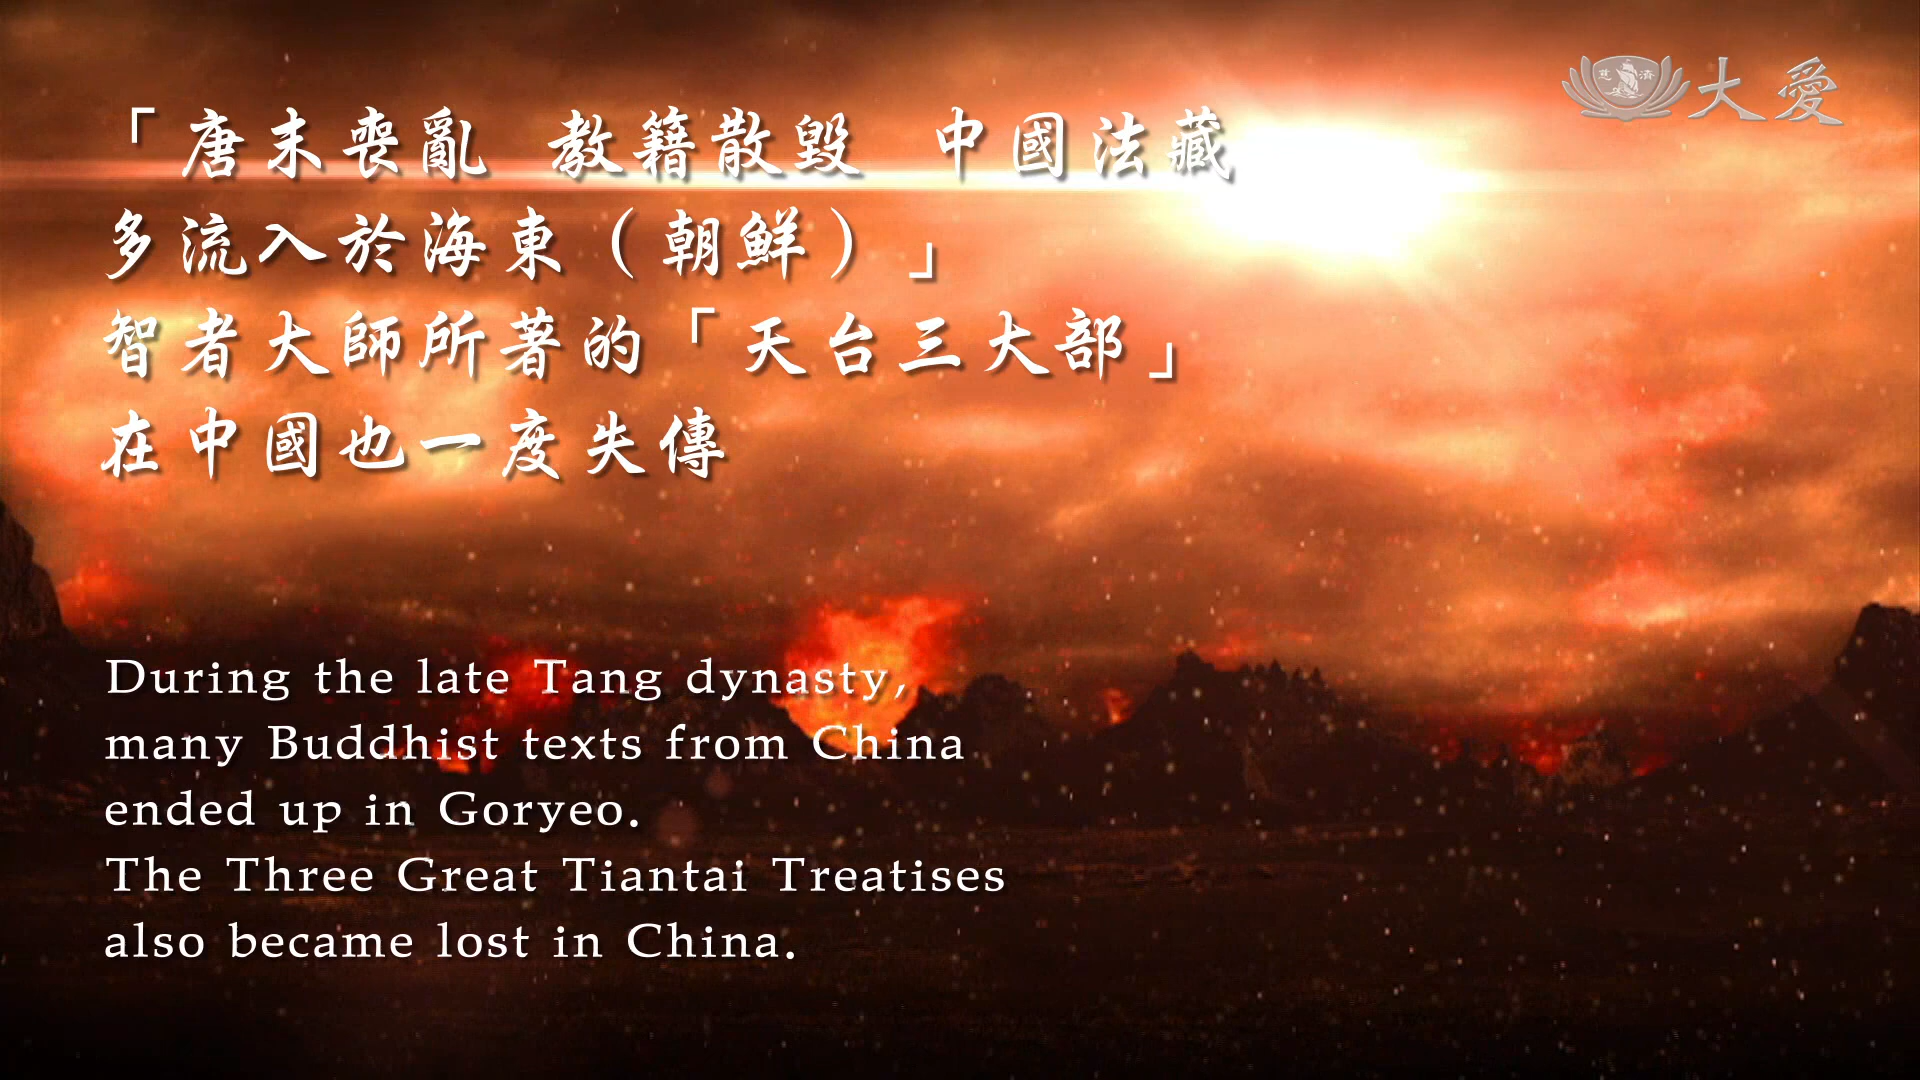 「唐末喪亂 教籍散毀 中國法藏
多流入於海東（朝鮮）」
智者大師所著的「天台三大部」
在中國也一度失傳
During the late Tang dynasty,
many Buddhist texts from China
ended up in Goryeo.
The Three Great Tiantai Treatises
also became lost in China.
慈濟
大愛